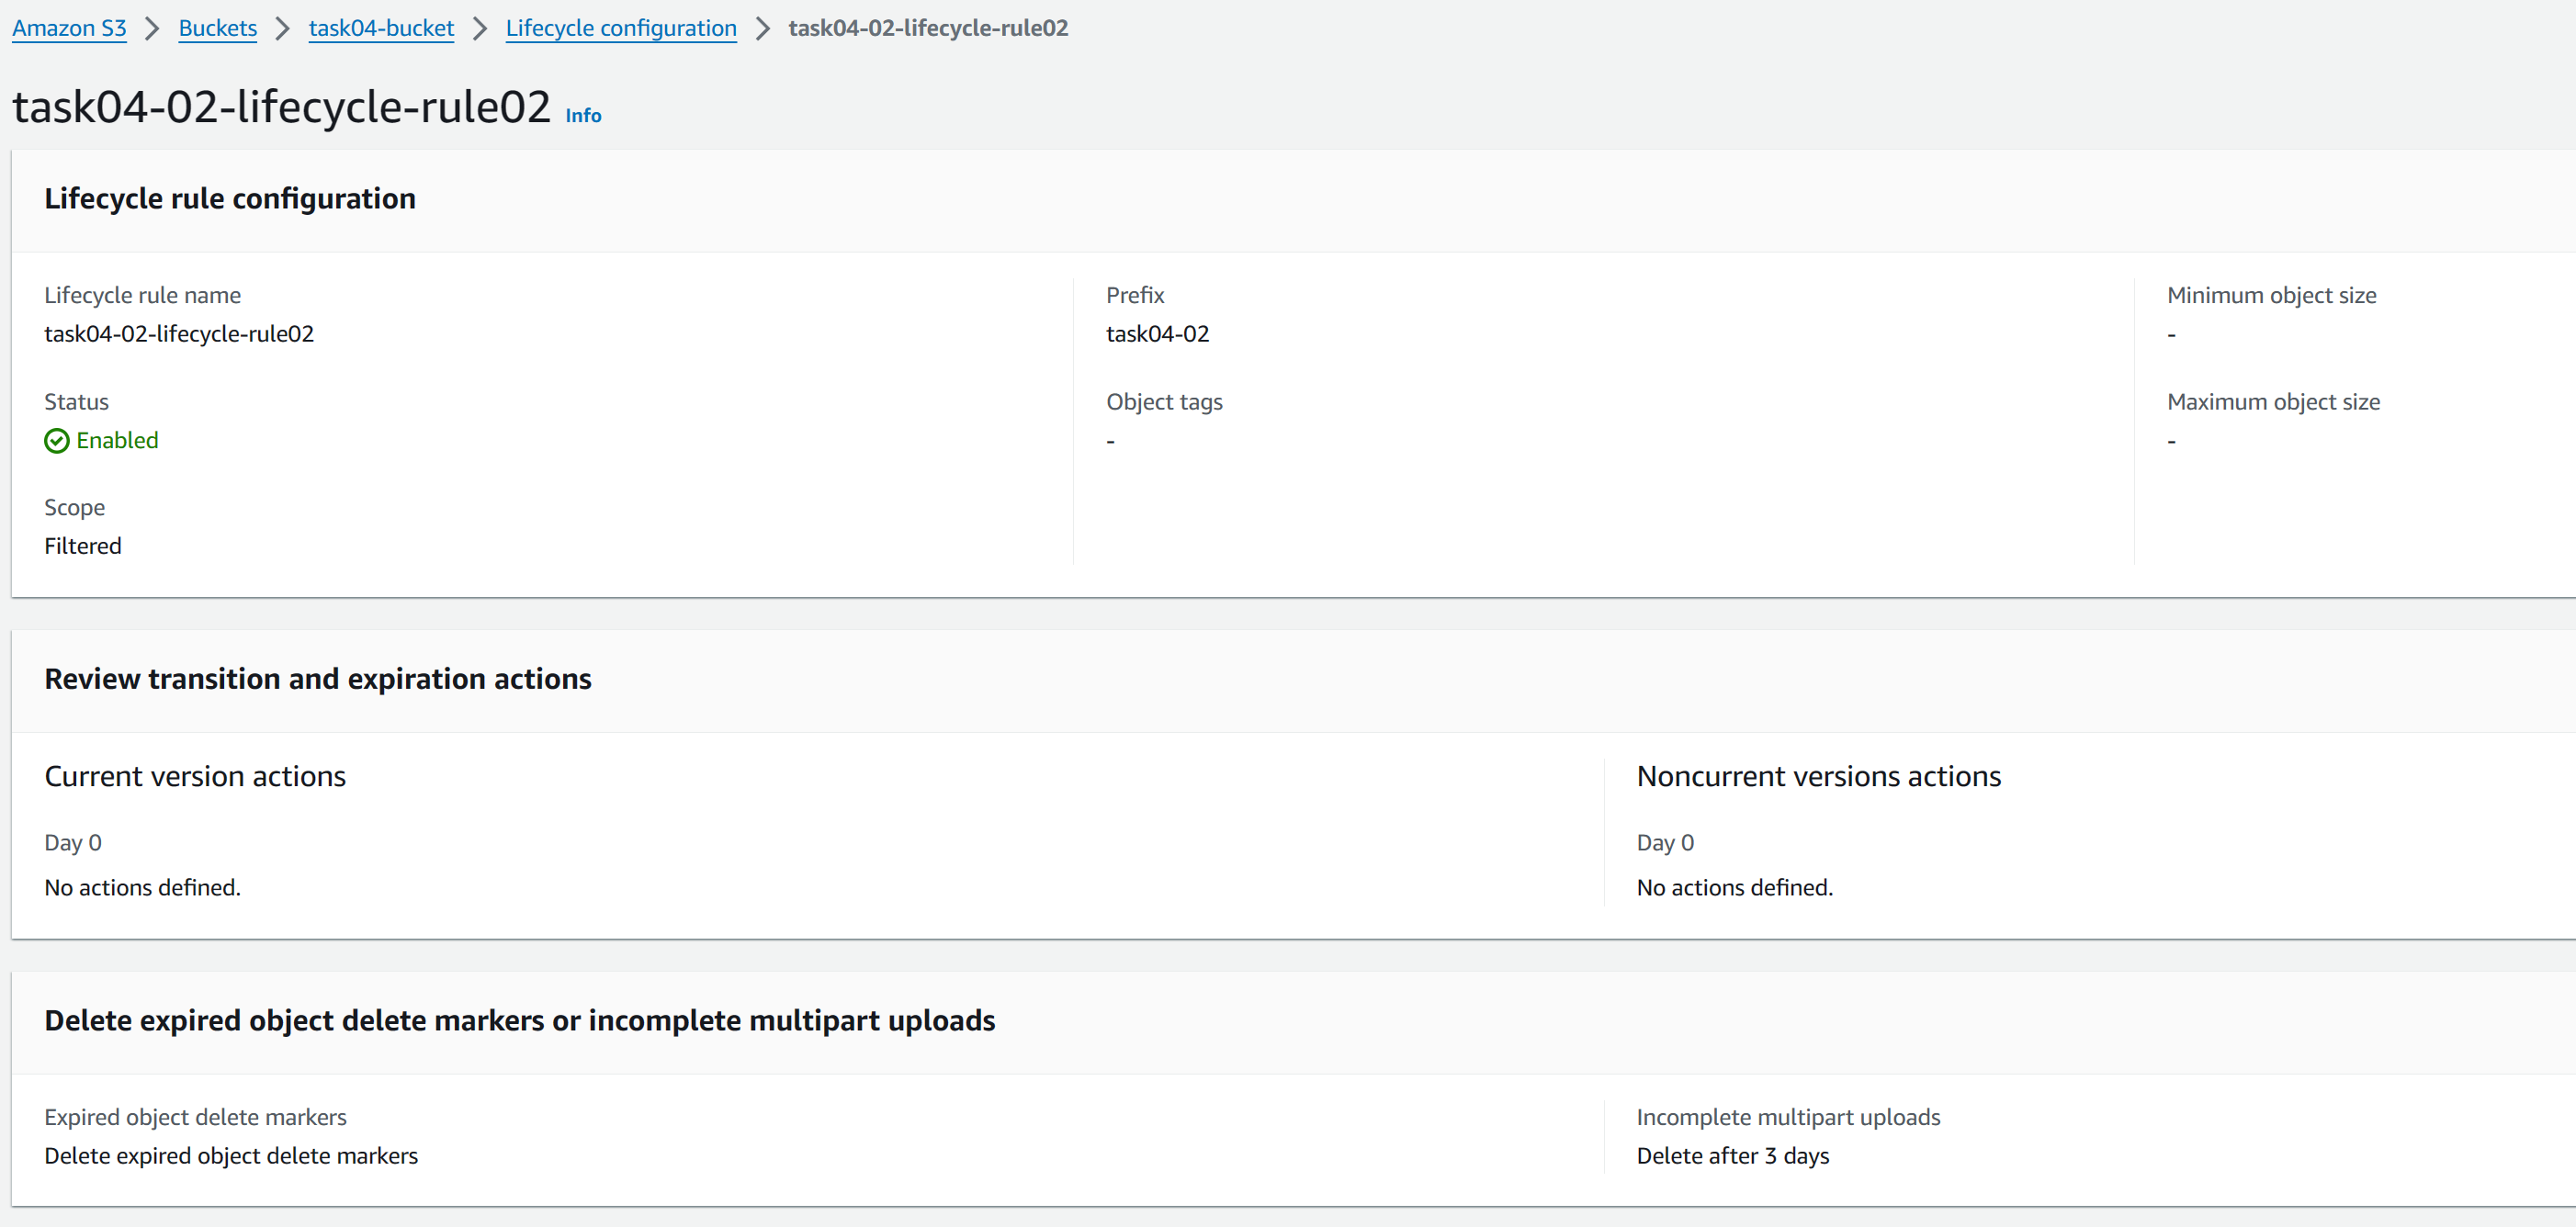 Amazon S3 > Buckets > task04-bucket > Lifecycle configuration > task04-02-lifecycle-rule02
task04-02-lifecycle-rule02 Info
Lifecycle rule configuration
Lifecycle rule name
task04-02-lifecycle-rule02
Status
Enabled
Scope
Filtered
Prefix
task04-02
Object tags
-
Minimum object size
-
Maximum object size
-
Review transition and expiration actions
Current version actions
Day 0
No actions defined.
Noncurrent versions actions
Day 0
No actions defined.
Delete expired object delete markers or incomplete multipart uploads
Expired object delete markers
Delete expired object delete markers
Incomplete multipart uploads
Delete after 3 days